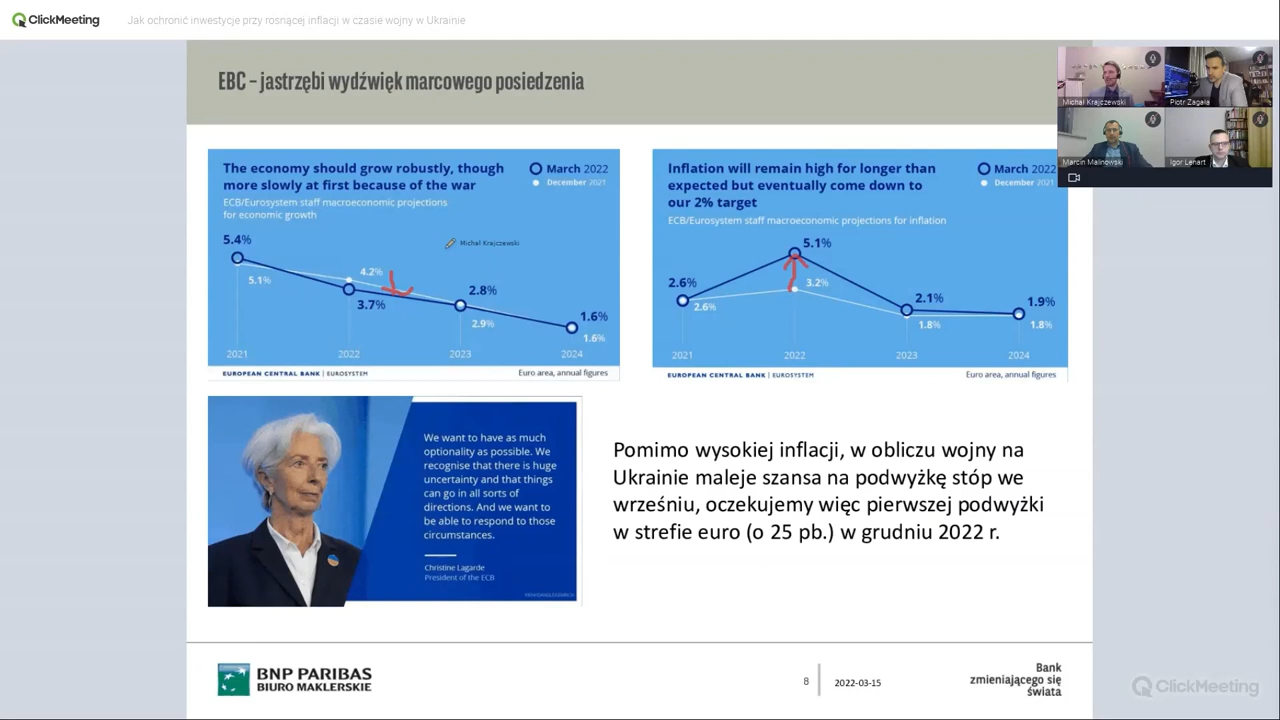 ClickMeeting
Jak ochronić inwestycje przy rosnącej inflacji w czasie wojny w Ukrainie
EBC – jastrzębi wydźwięk marcowego posiedzenia
Michał Krajczewski
Piotr Zagała
Marcin Malinowski
Igor Lenart
The economy should grow robustly, though
more slowly at first because of the war
March 2022
December 2021
ECB/Eurosystem staff macroeconomic projections
for economic growth
Michał Krajczewski
5.4%
5.1%
4.2%
3.7%
2.8%
2.9%
1.6%
1.6%
2021 2022 2023 2024
EUROPEAN CENTRAL BANK | EUROSYSTEM
Euro area, annual figures
Inflation will remain high for longer than
expected but eventually come down to
our 2% target
March 2022
December 2021
ECB/Eurosystem staff macroeconomic projections for inflation
2.6%
2.6%
5.1%
3.2%
2.1%
1.8%
1.9%
1.8%
2021 2022 2023 2024
EUROPEAN CENTRAL BANK | EUROSYSTEM
Euro area, annual figures
We want to have as much
optionality as possible. We
recognise that there is huge
uncertainty and that things
can go in all sorts of
directions. And we want to
be able to respond to those
circumstances.
Christine Lagarde
President of the ECB
Pomimo wysokiej inflacji, w obliczu wojny na
Ukrainie maleje szansa na podwyżkę stóp we
wrześniu, oczekujemy więc pierwszej podwyżki
w strefie euro (o 25 pb.) w grudniu 2022 r.
BNP PARIBAS
BIURO MAKLERSKIE
8
2022-03-15
Bank
zmieniającego się
świata
ClickMeeting